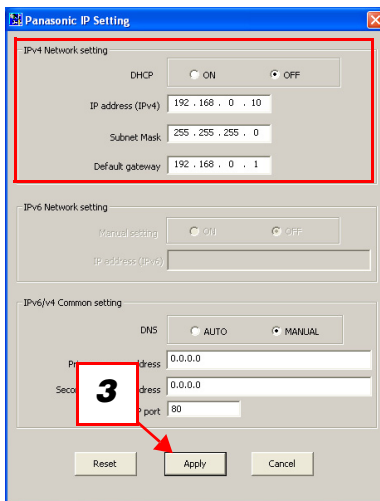 Panasonic IP Setting
IPv4 Network setting
DHCP ON OFF
IP address (IPv4) 192 . 168 . 0 . 10
Subnet Mask 255 . 255 . 255 . 0
Default gateway 192 . 168 . 0 . 1
IPv6 Network setting
Manual setting ON OFF
IP address (IPv6)
IPv6/v4 Common setting
DNS AUTO MANUAL
0.0.0.0
0.0.0.0
3
port 80
Reset Apply Cancel